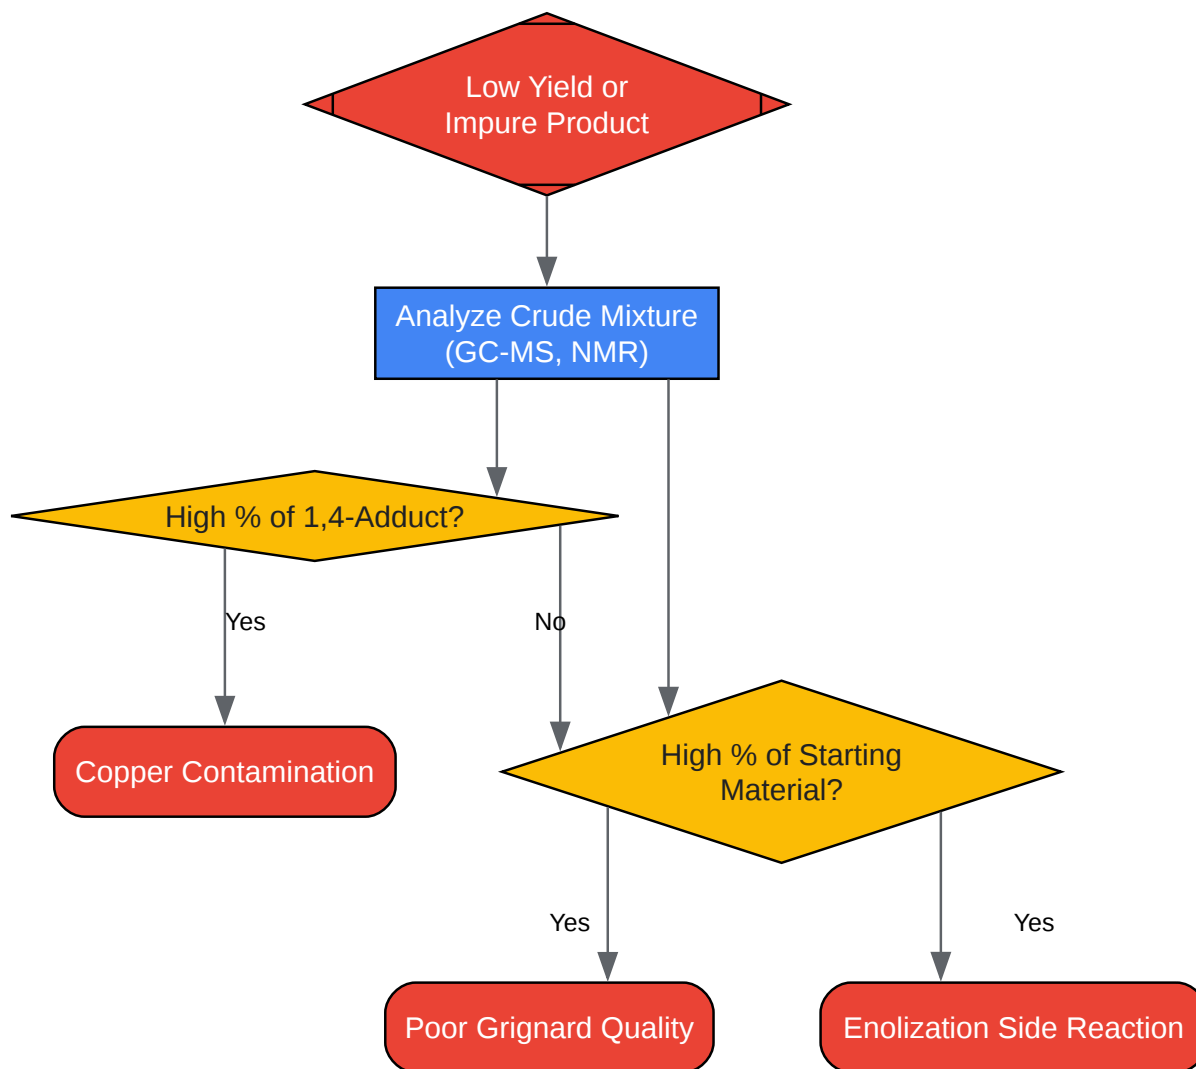 Low Yield or
Impure Product
Analyze Crude Mixture
(GC-MS, NMR)
High % of 1,4-Adduct?
Yes
No
High % of Starting
Material?
Copper Contamination
Yes
Yes
Poor Grignard Quality
Enolization Side Reaction